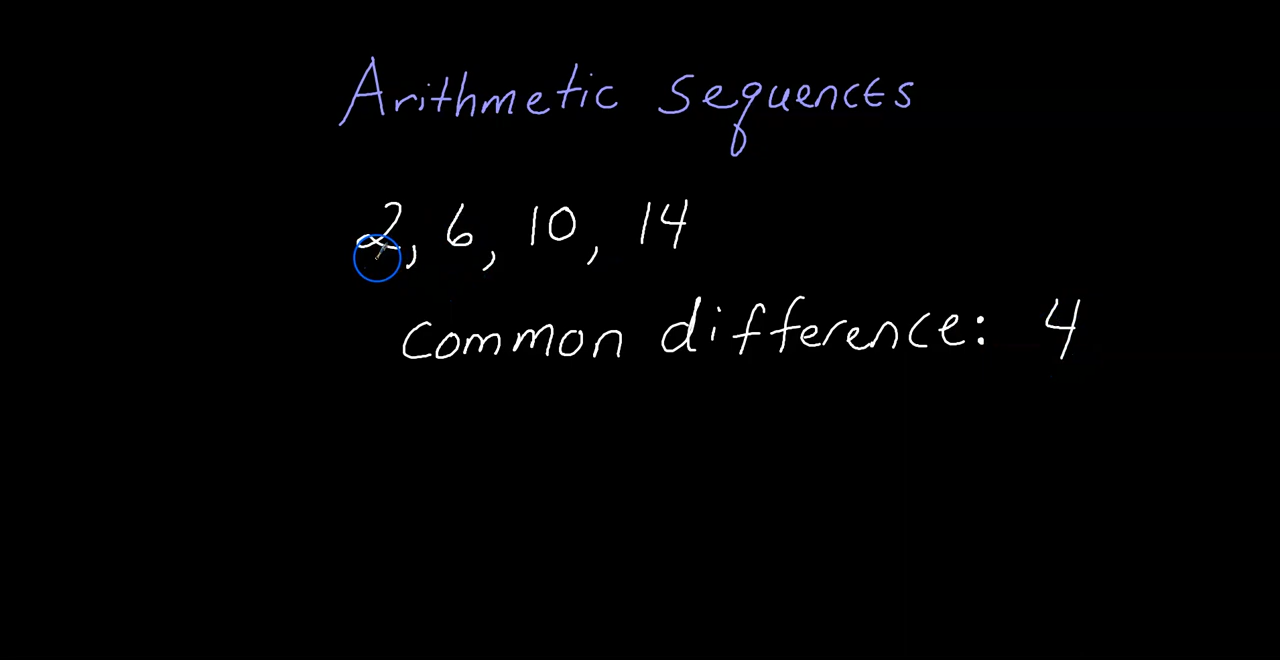 Arithmetic sequences
2, 6, 10, 14
common difference: 4